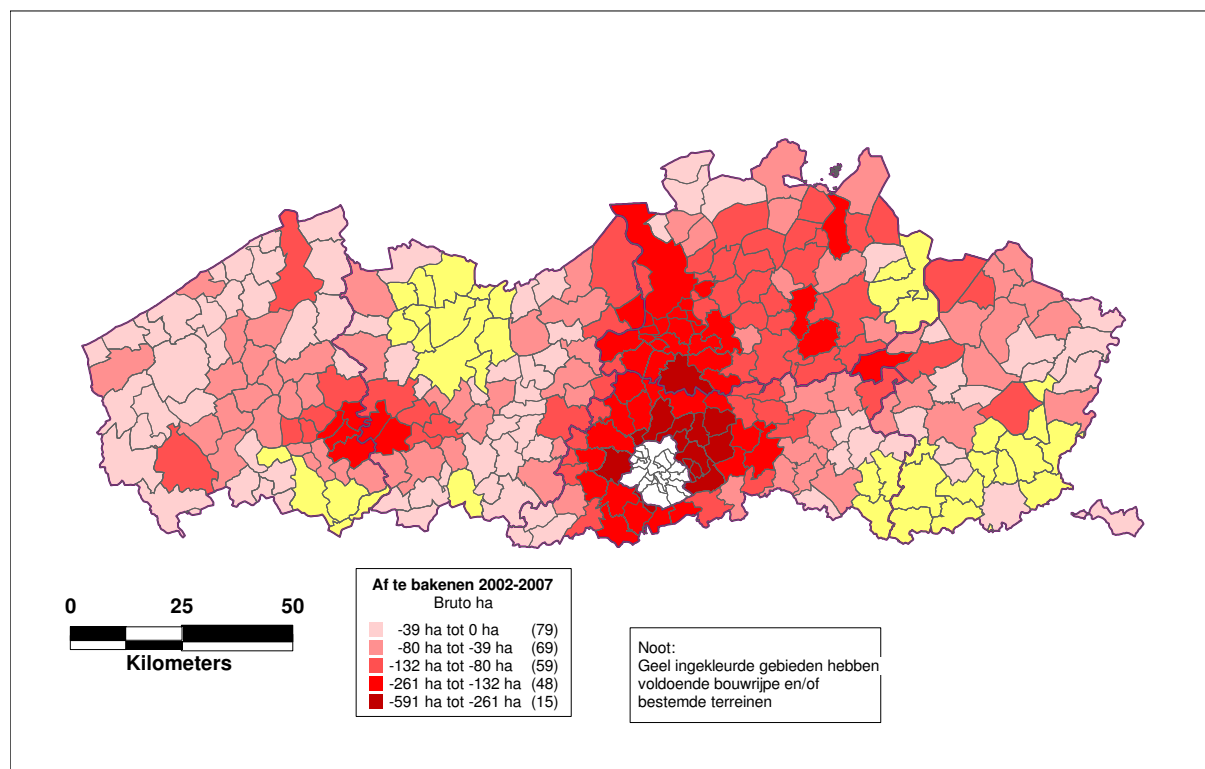 Af te bakenen 2002-2007
Bruto ha
-39 ha tot 0 ha (79)
-80 ha tot -39 ha (69)
-132 ha tot -80 ha (59)
-261 ha tot -132 ha (48)
-591 ha tot -261 ha (15)
0 25 50
Kilometers
Noot:
Geel ingekleurde gebieden hebben
voldoende bouwrijpe en/of
bestemde terreinen